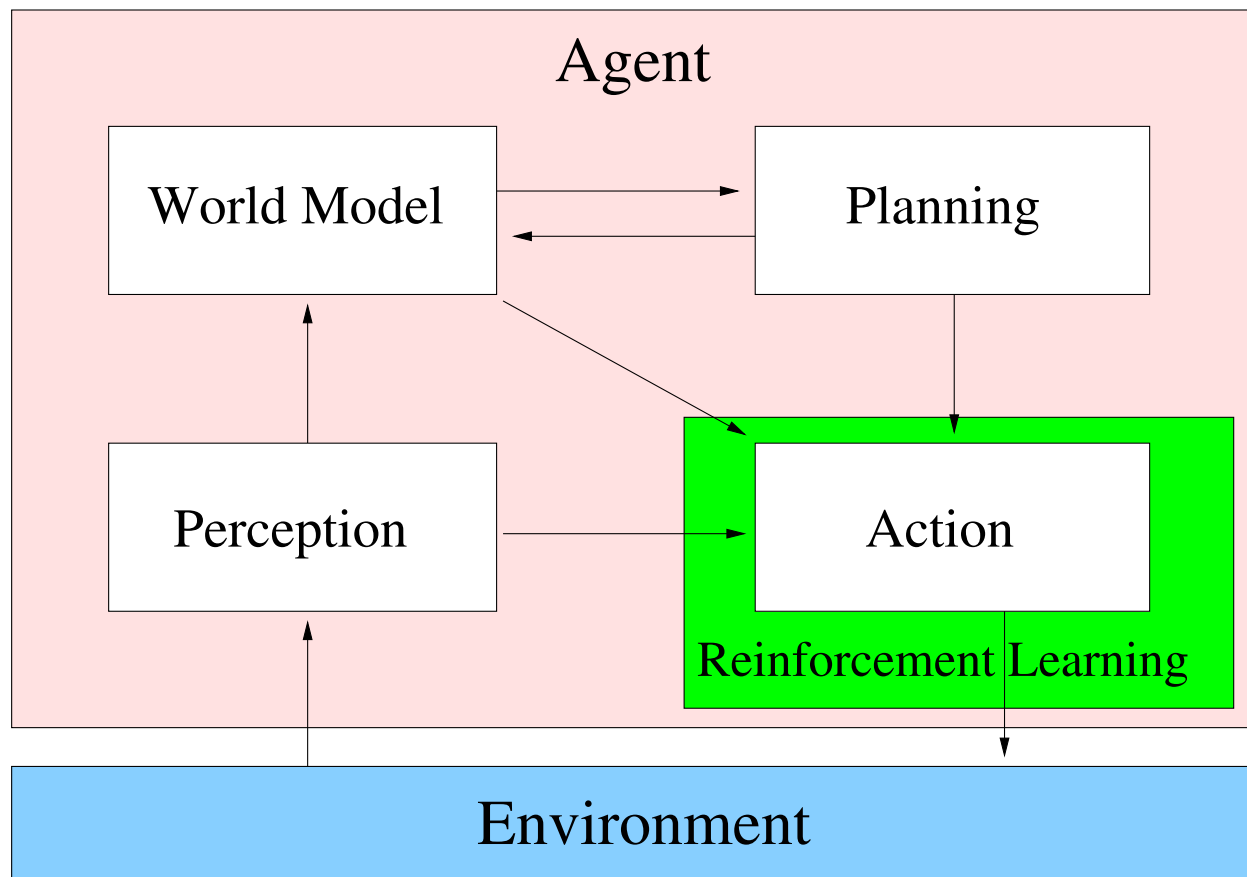 Agent
World Model
Planning
Perception
Action
Reinforcement Learning
Environment